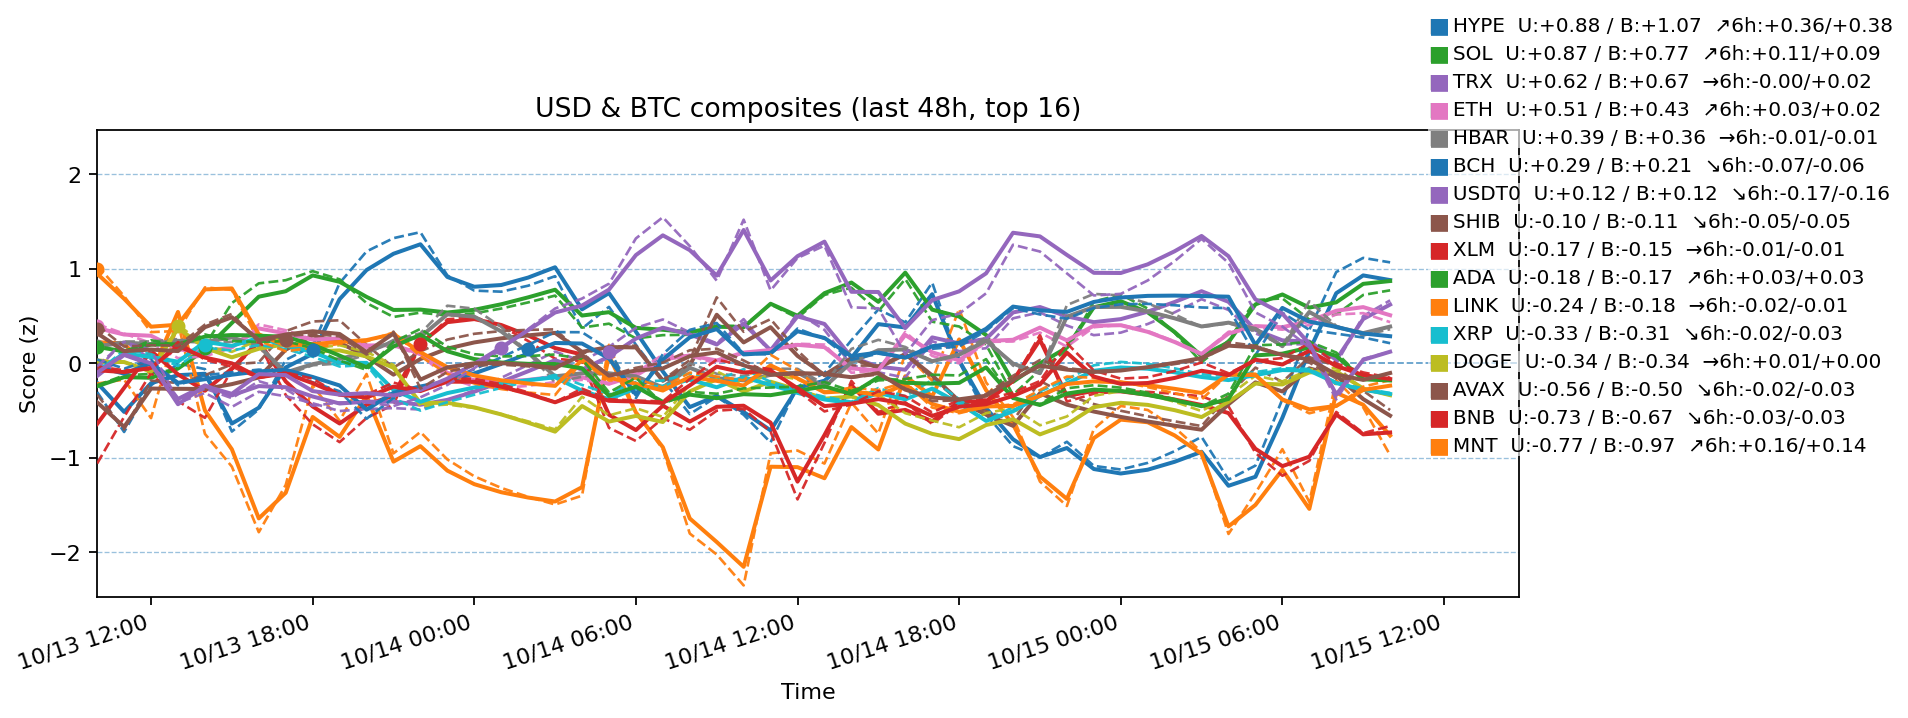 HYPE  U:+0.88 / B:+1.07  ↗6h:+0.36/+0.38
SOL  U:+0.87 / B:+0.77  ↗6h:+0.11/+0.09
TRX  U:+0.62 / B:+0.67  →6h:-0.00/+0.02
ETH  U:+0.51 / B:+0.43  ↗6h:+0.03/+0.02
HBAR  U:+0.39 / B:+0.36  →6h:-0.01/-0.01
BCH  U:+0.29 / B:+0.21  ↘6h:-0.07/-0.06
USDT0  U:+0.12 / B:+0.12  ↘6h:-0.17/-0.16
SHIB  U:-0.10 / B:-0.11  ↘6h:-0.05/-0.05
XLM  U:-0.17 / B:-0.15  →6h:-0.01/-0.01
ADA  U:-0.18 / B:-0.17  ↗6h:+0.03/+0.03
LINK  U:-0.24 / B:-0.18  →6h:-0.02/-0.01
XRP  U:-0.33 / B:-0.31  ↘6h:-0.02/-0.03
DOGE  U:-0.34 / B:-0.34  →6h:+0.01/+0.00
AVAX  U:-0.56 / B:-0.50  ↘6h:-0.02/-0.03
BNB  U:-0.73 / B:-0.67  ↘6h:-0.03/-0.03
MNT  U:-0.77 / B:-0.97  ↗6h:+0.16/+0.14
USD & BTC composites (last 48h, top 16)
Score (z)
2
1
0
−1
−2
10/13 12:00
10/13 18:00
10/14 00:00
10/14 06:00
10/14 12:00
10/14 18:00
10/15 00:00
10/15 06:00
10/15 12:00
Time